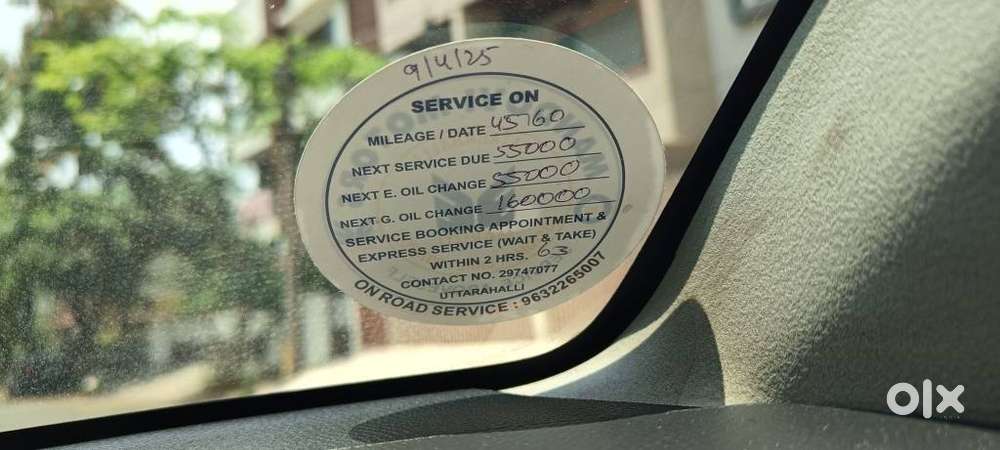 9/4/25
SERVICE ON
MILEAGE / DATE 45760
NEXT SERVICE DUE 55000
NEXT E. OIL CHANGE 55000
NEXT G. OIL CHANGE 160000
SERVICE BOOKING APPOINTMENT &
EXPRESS SERVICE (WAIT & TAKE)
WITHIN 2 HRS. 63
CONTACT NO. 29747077
UTTARAHALLI
ON ROAD SERVICE : 9632265007
olx